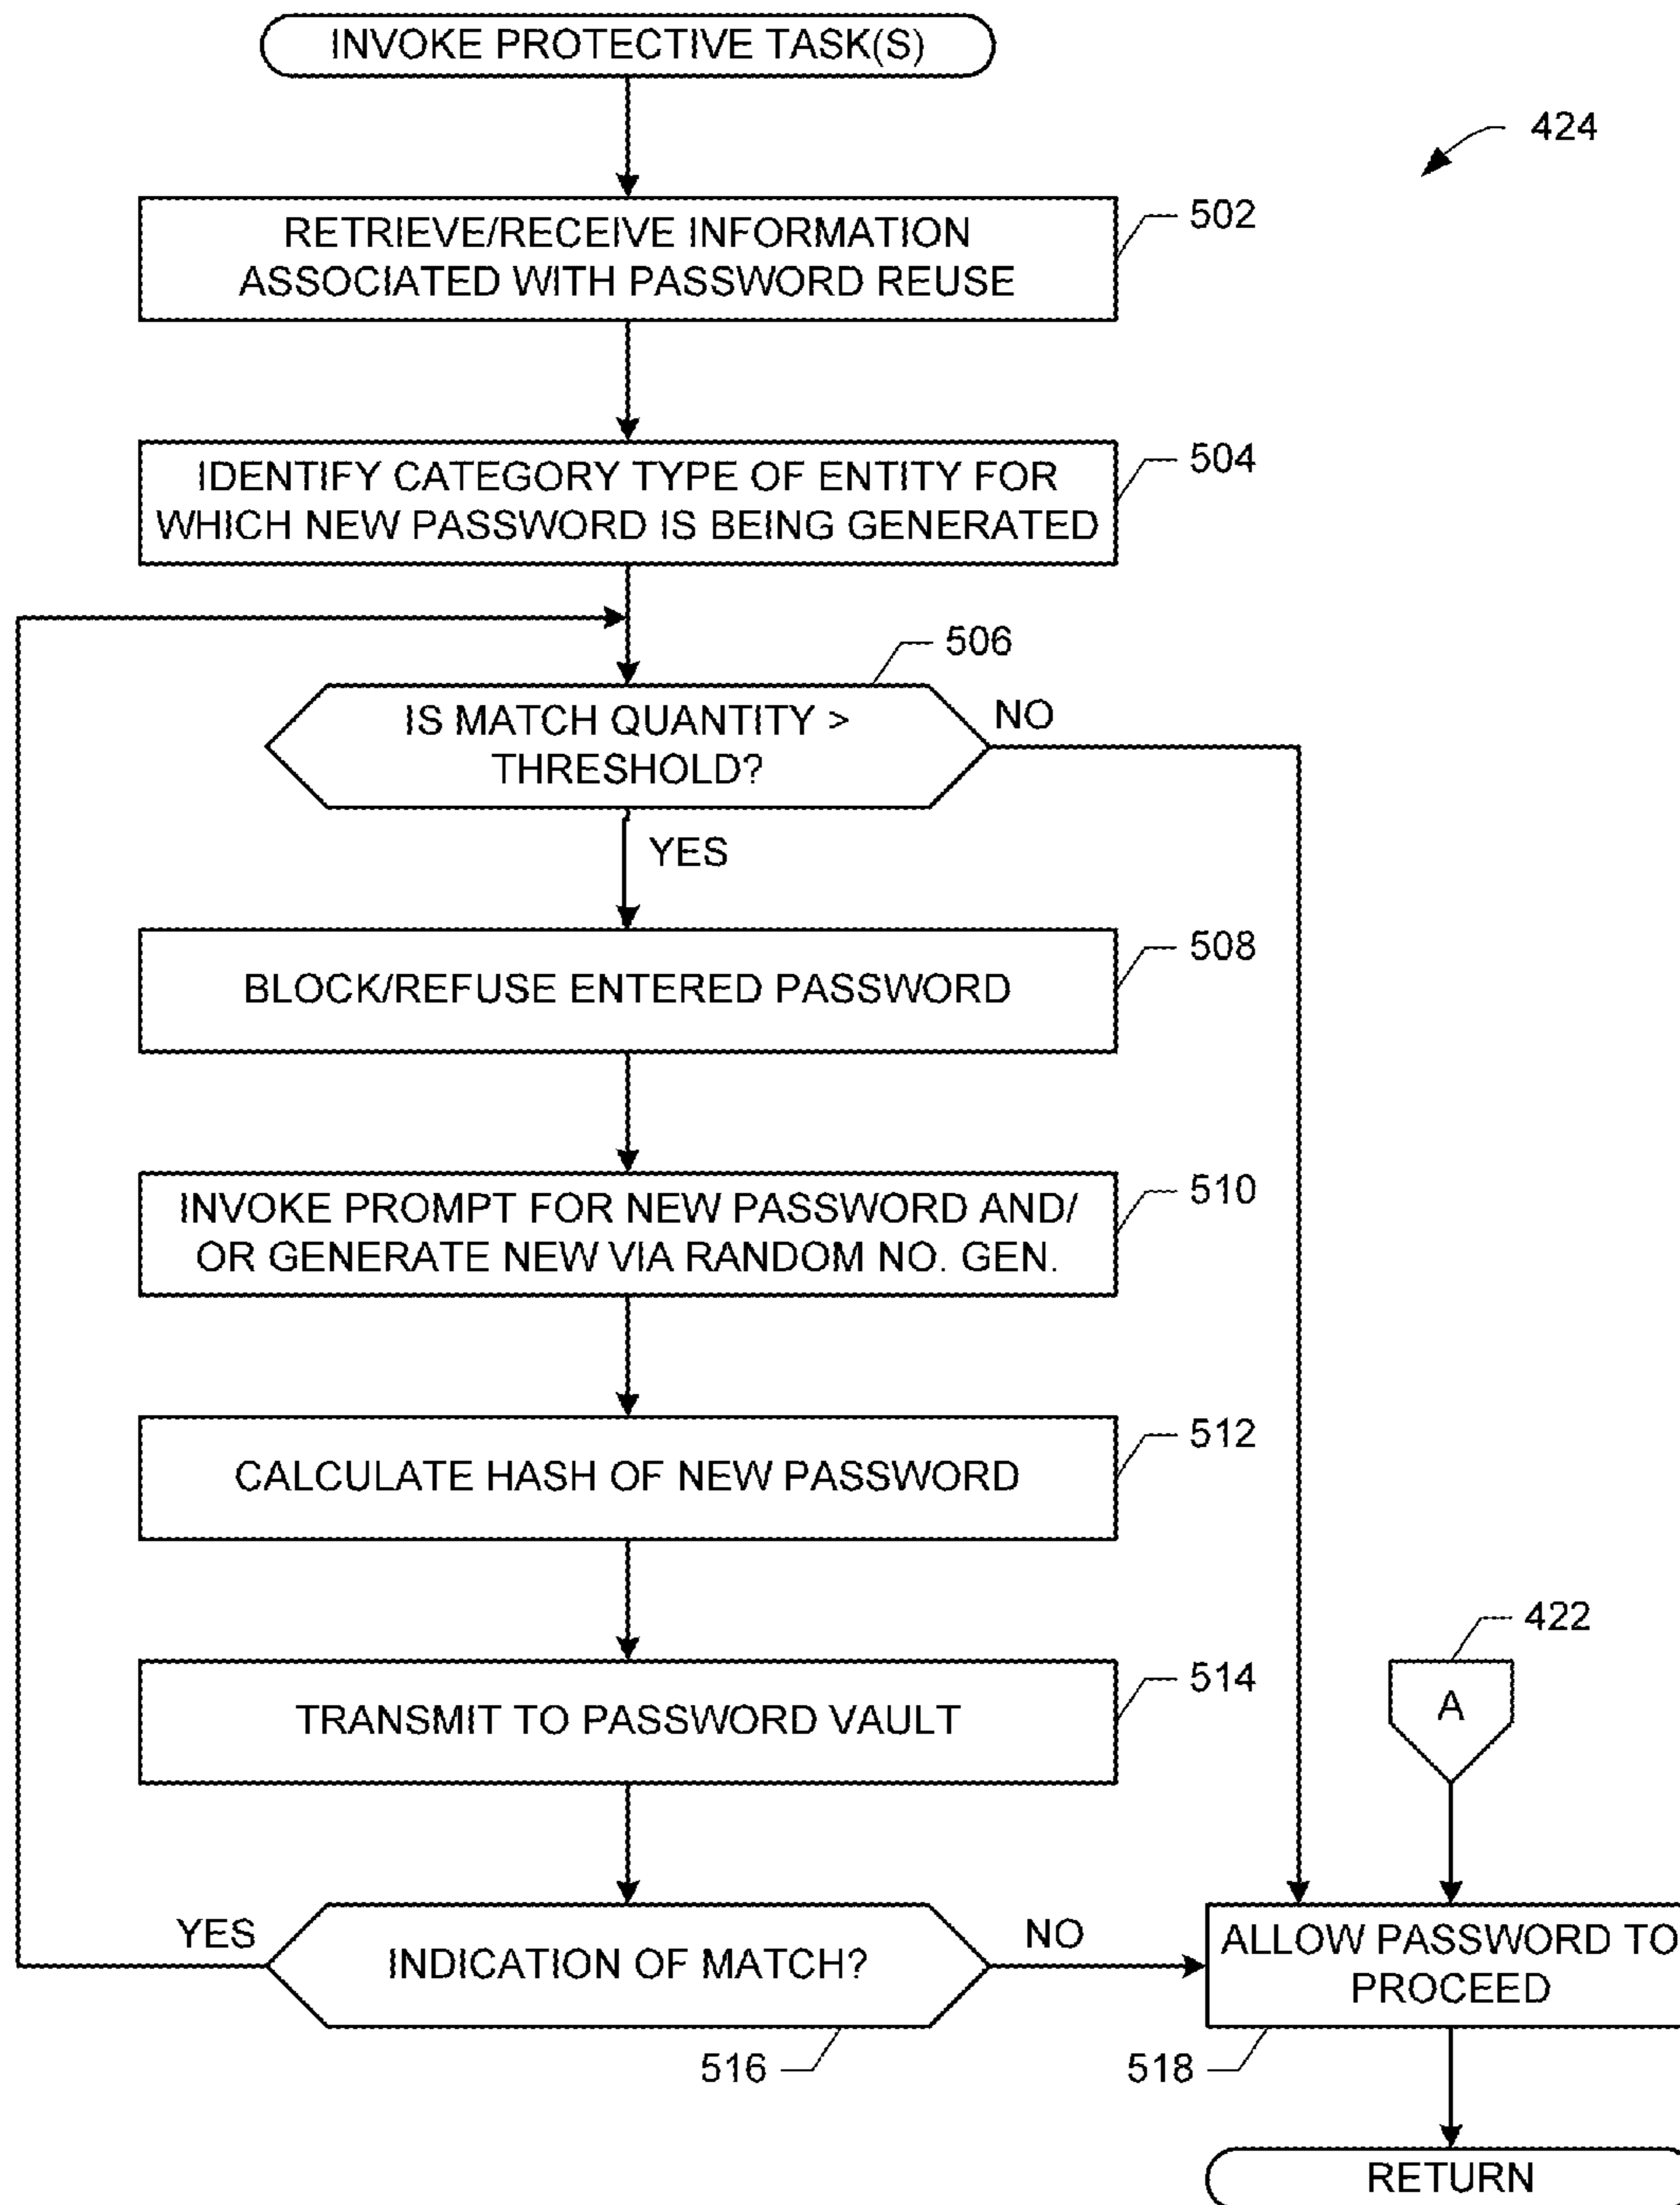 INVOKE PROTECTIVE TASK(S)
424
RETRIEVE/RECEIVE INFORMATION
ASSOCIATED WITH PASSWORD REUSE
502
IDENTIFY CATEGORY TYPE OF ENTITY FOR
WHICH NEW PASSWORD IS BEING GENERATED
504
506
IS MATCH QUANTITY >
THRESHOLD?
NO
YES
BLOCK/REFUSE ENTERED PASSWORD
508
INVOKE PROMPT FOR NEW PASSWORD AND/
OR GENERATE NEW VIA RANDOM NO. GEN.
510
CALCULATE HASH OF NEW PASSWORD
512
TRANSMIT TO PASSWORD VAULT
514
422
A
YES
INDICATION OF MATCH?
NO
516
ALLOW PASSWORD TO
PROCEED
518
RETURN